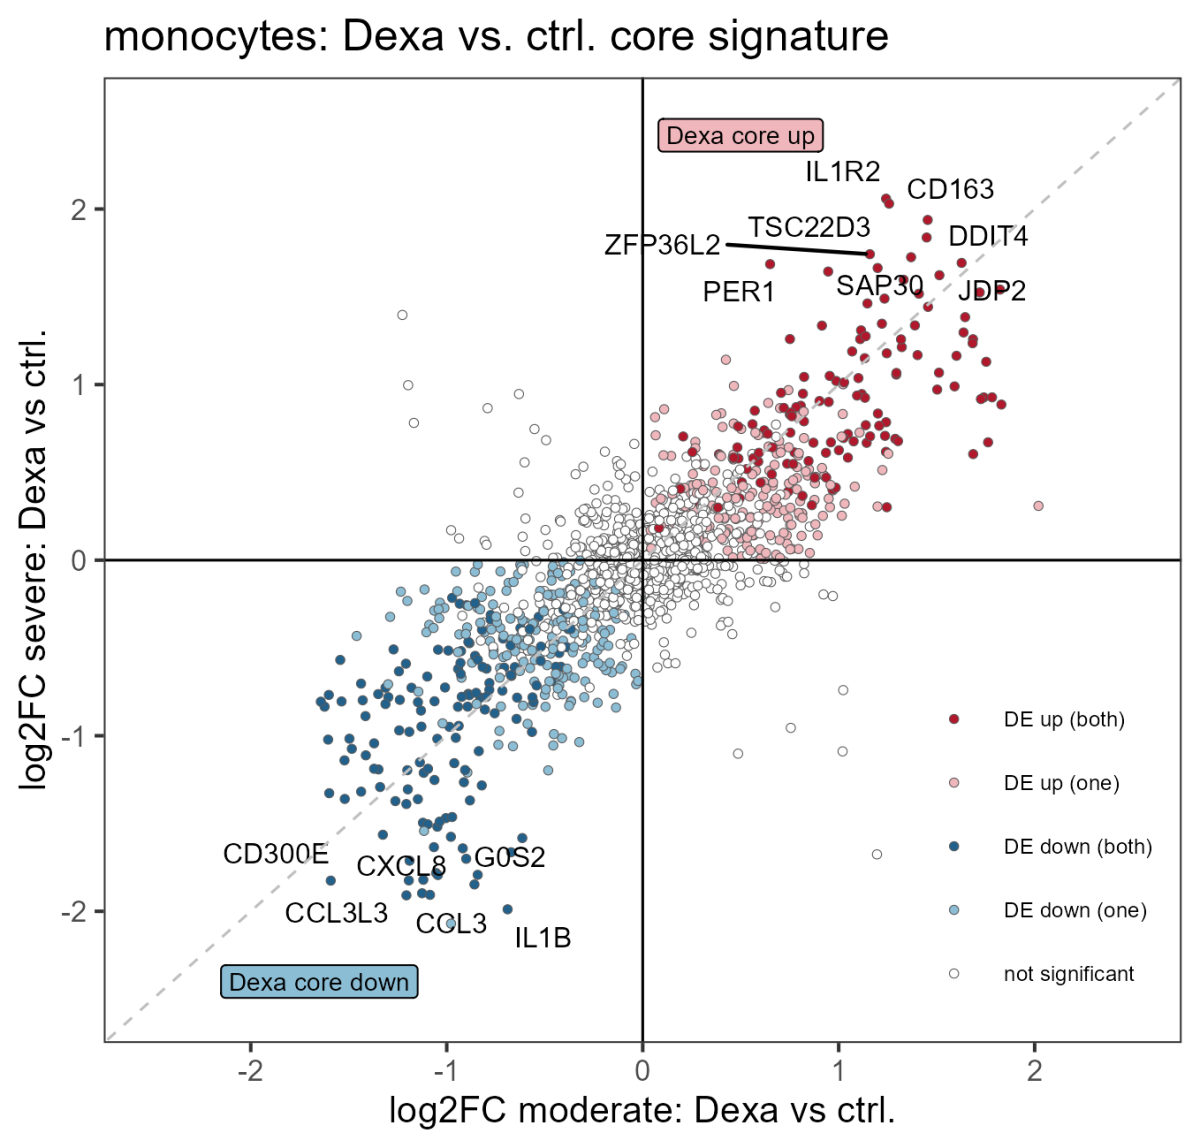 monocytes: Dexa vs. ctrl. core signature
Dexa core up
IL1R2
CD163
TSC22D3
ZFP36L2
DDIT4
PER1
SAP30
JDP2
CD300E
CXCL8
G0S2
CCL3L3
CCL3
IL1B
Dexa core down
DE up (both)
DE up (one)
DE down (both)
DE down (one)
not significant
2
1
0
-1
-2
-2
-1
0
1
2
log2FC severe: Dexa vs ctrl.
log2FC moderate: Dexa vs ctrl.